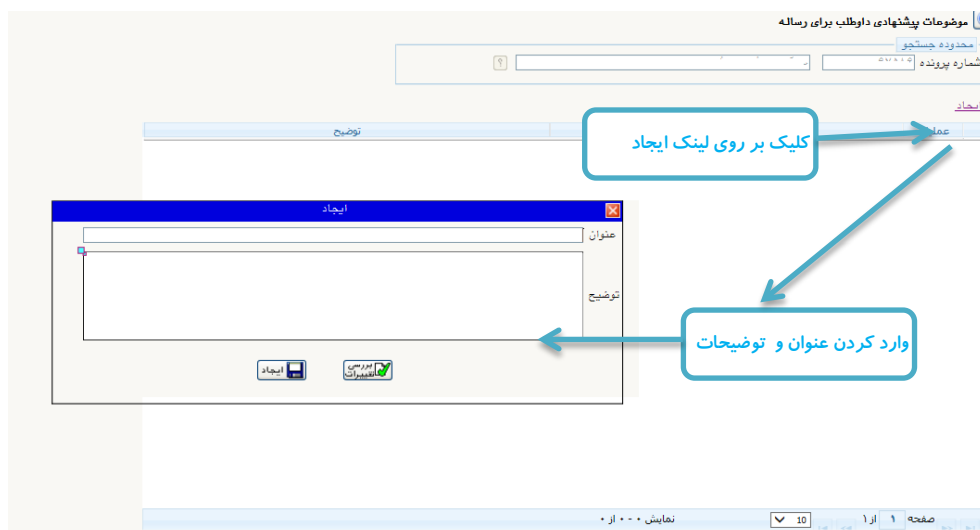 موضوعات پیشنهادی داوطلب برای رساله
محدوده جستجو
شماره پرونده
ایجاد
توضیح
کلیک بر روی لینک ایجاد
ایجاد
عنوان
توضیح
وارد کردن عنوان و توضیحات
بررسی تغییرات
ایجاد
صفحه ۱ از ۱ 10 نمایش ۰ - ۰ از ۰